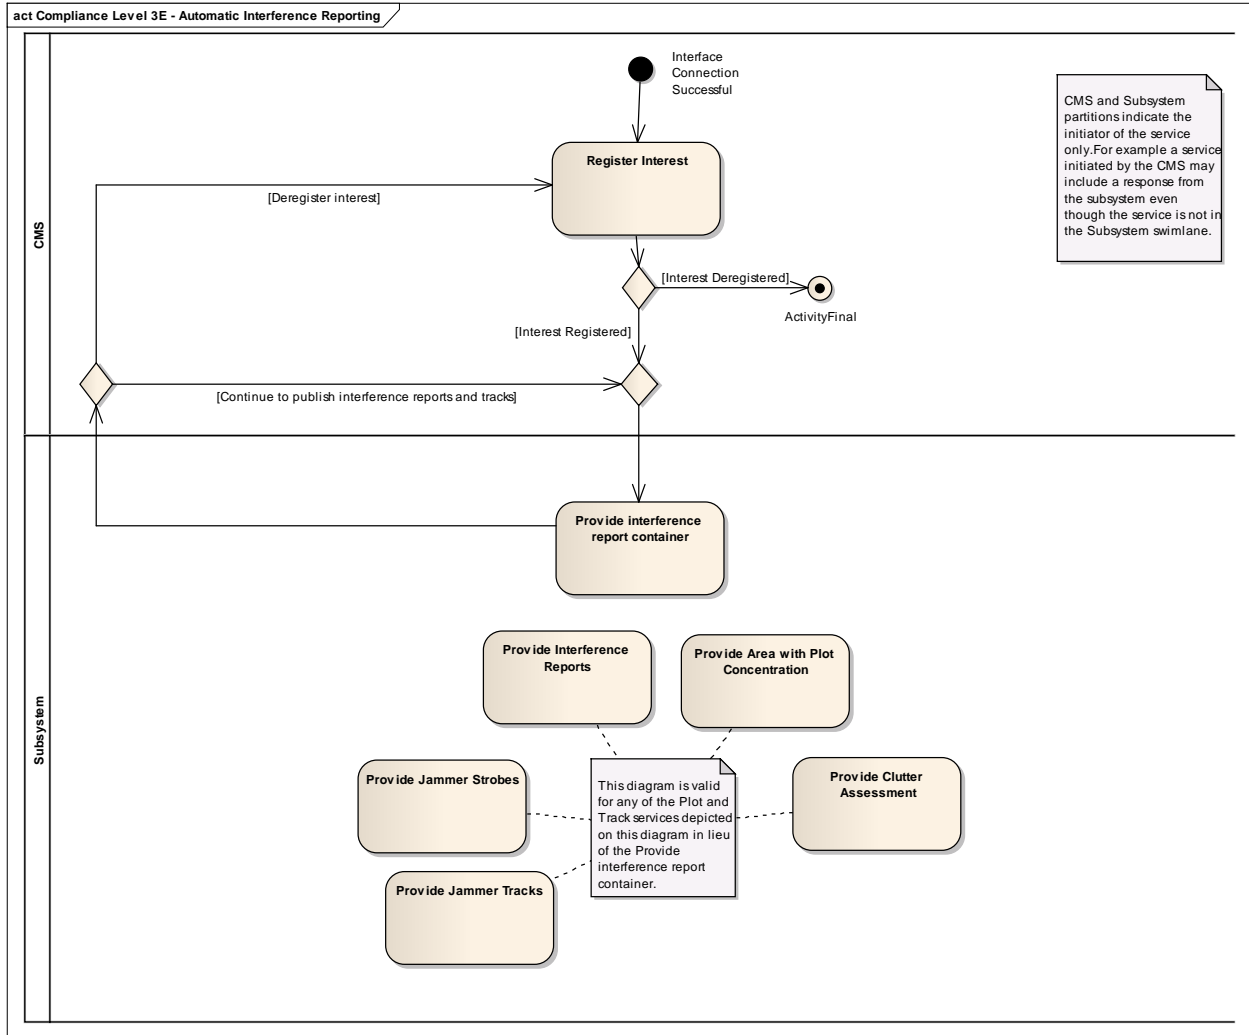 act Compliance Level 3E - Automatic Interference Reporting
Interface
Connection
Successful
CMS and Subsystem
partitions indicate the
initiator of the service
only.For example a service
initiated by the CMS may
include a response from
the subsystem even
though the service is not in
the Subsystem swimlane.
Register Interest
[Deregister interest]
CMS
[Interest Deregistered]
ActivityFinal
[Interest Registered]
[Continue to publish interference reports and tracks]
Provide interference
report container
Subsystem
Provide Interference
Reports
Provide Area with Plot
Concentration
Provide Jammer Strobes
Provide Clutter
Assessment
This diagram is valid
for any of the Plot and
Track services depicted
on this diagram in lieu
of the Provide
interference report
container.
Provide Jammer Tracks